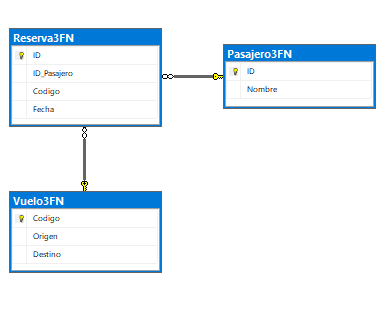 Reserva3FN
ID
ID_Pasajero
Codigo
Fecha
Pasajero3FN
ID
Nombre
Vuelo3FN
Codigo
Origen
Destino